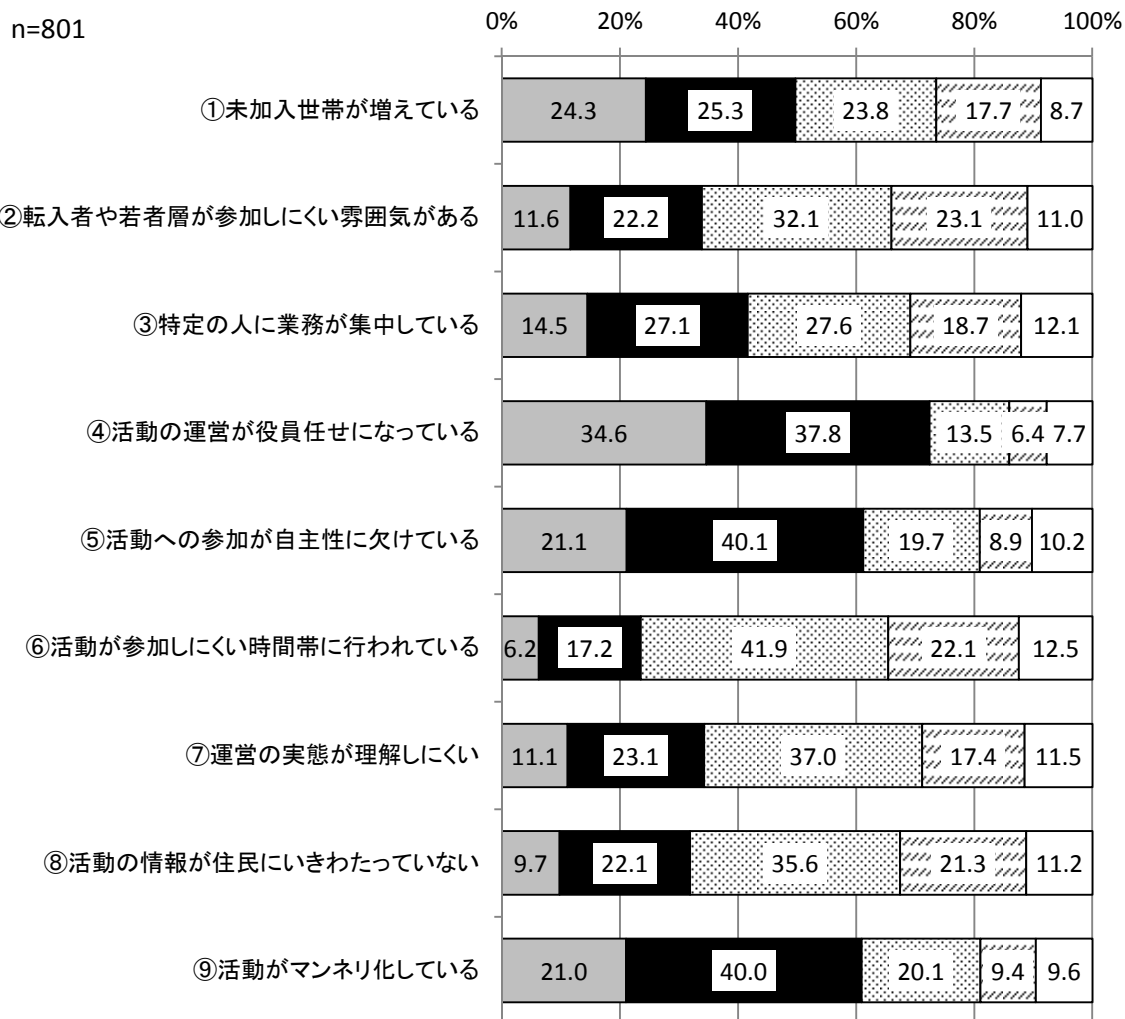 n=801
0% 20% 40% 60% 80% 100%
①未加入世帯が増えている 24.3 25.3 23.8 17.7 8.7
②転入者や若者層が参加しにくい雰囲気がある 11.6 22.2 32.1 23.1 11.0
③特定の人に業務が集中している 14.5 27.1 27.6 18.7 12.1
④活動の運営が役員任せになっている 34.6 37.8 13.5 6.4 7.7
⑤活動への参加が自主性に欠けている 21.1 40.1 19.7 8.9 10.2
⑥活動が参加しにくい時間帯に行われている 6.2 17.2 41.9 22.1 12.5
⑦運営の実態が理解しにくい 11.1 23.1 37.0 17.4 11.5
⑧活動の情報が住民にいきわたっていない 9.7 22.1 35.6 21.3 11.2
⑨活動がマンネリ化している 21.0 40.0 20.1 9.4 9.6